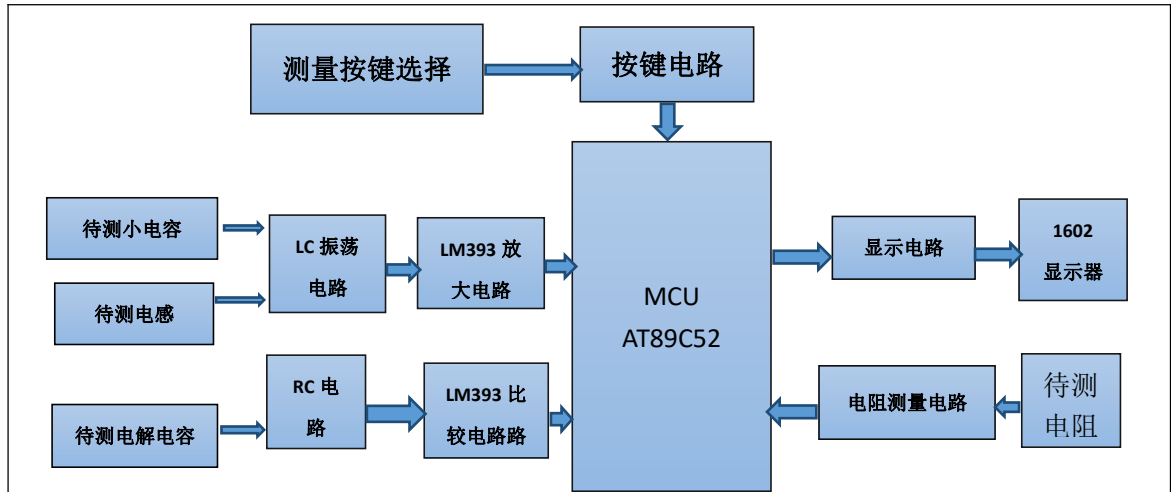 测量按键选择
按键电路
待测小电容
待测电感
LC 振荡
电路
LM393 放
大电路
MCU
AT89C52
显示电路
1602
显示器
待测电解电容
RC 电
路
LM393 比
较电路路
电阻测量电路
待测
电阻